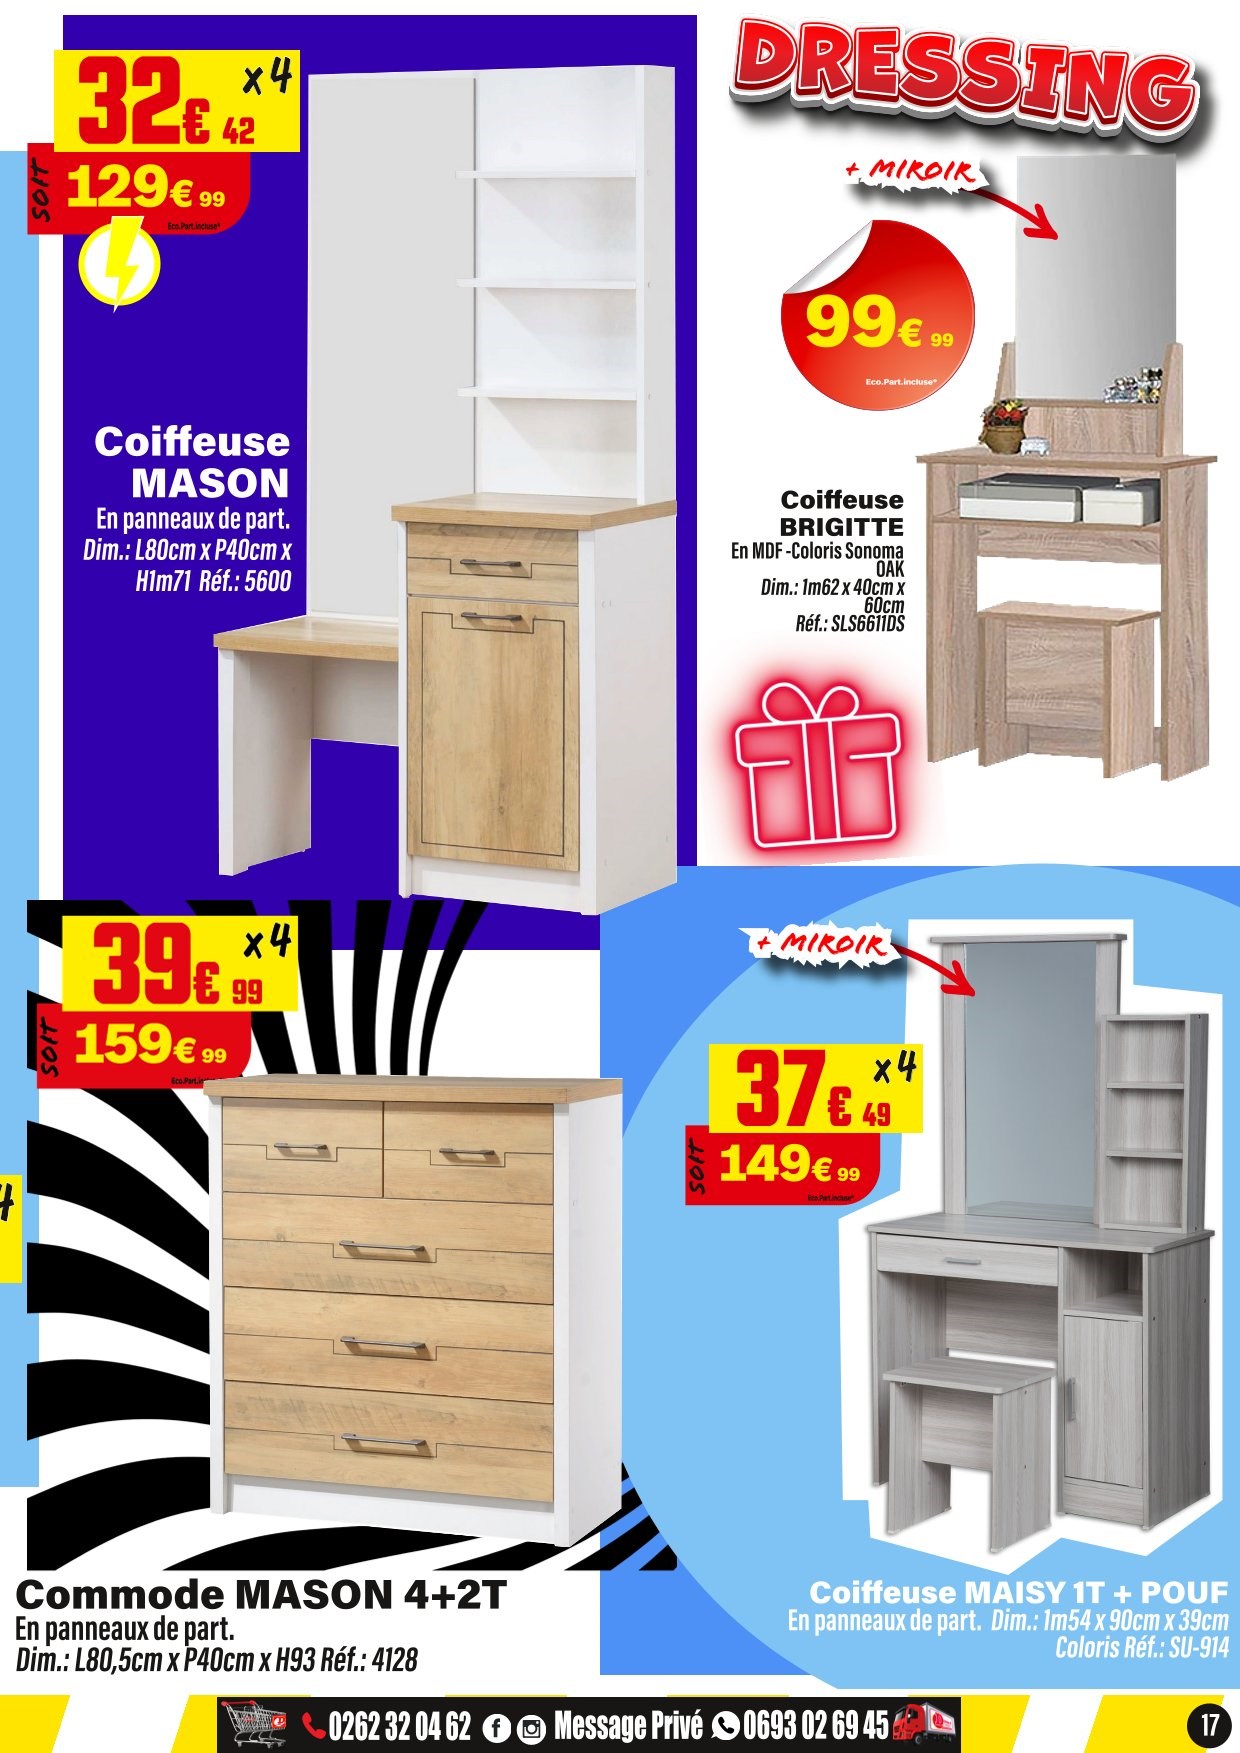 DRESSING
32€42 x4
SOIT 129€99
Eco.Part.incluse*
Coiffeuse
MASON
En panneaux de part.
Dim.: L80cm x P40cm x
H1m71 Réf.: 5600
+ MIROIR
99€99
Eco.Part.incluse*
Coiffeuse
BRIGITTE
En MDF -Coloris Sonoma
OAK
Dim.: 1m62 x 40cm x
60cm
Réf.: SLS6611DS
39€99 x4
SOIT 159€99
Commode MASON 4+2T
En panneaux de part.
Dim.: L80,5cm x P40cm x H93 Réf.: 4128
+ MIROIR
37€49 x4
SOIT 149€99
Eco.Part.incluse*
Coiffeuse MAISY 1T + POUF
En panneaux de part. Dim.: 1m54 x 90cm x 39cm
Coloris Réf.: SU-914
4
0262 32 04 62 Message Privé 0693 02 69 45
17